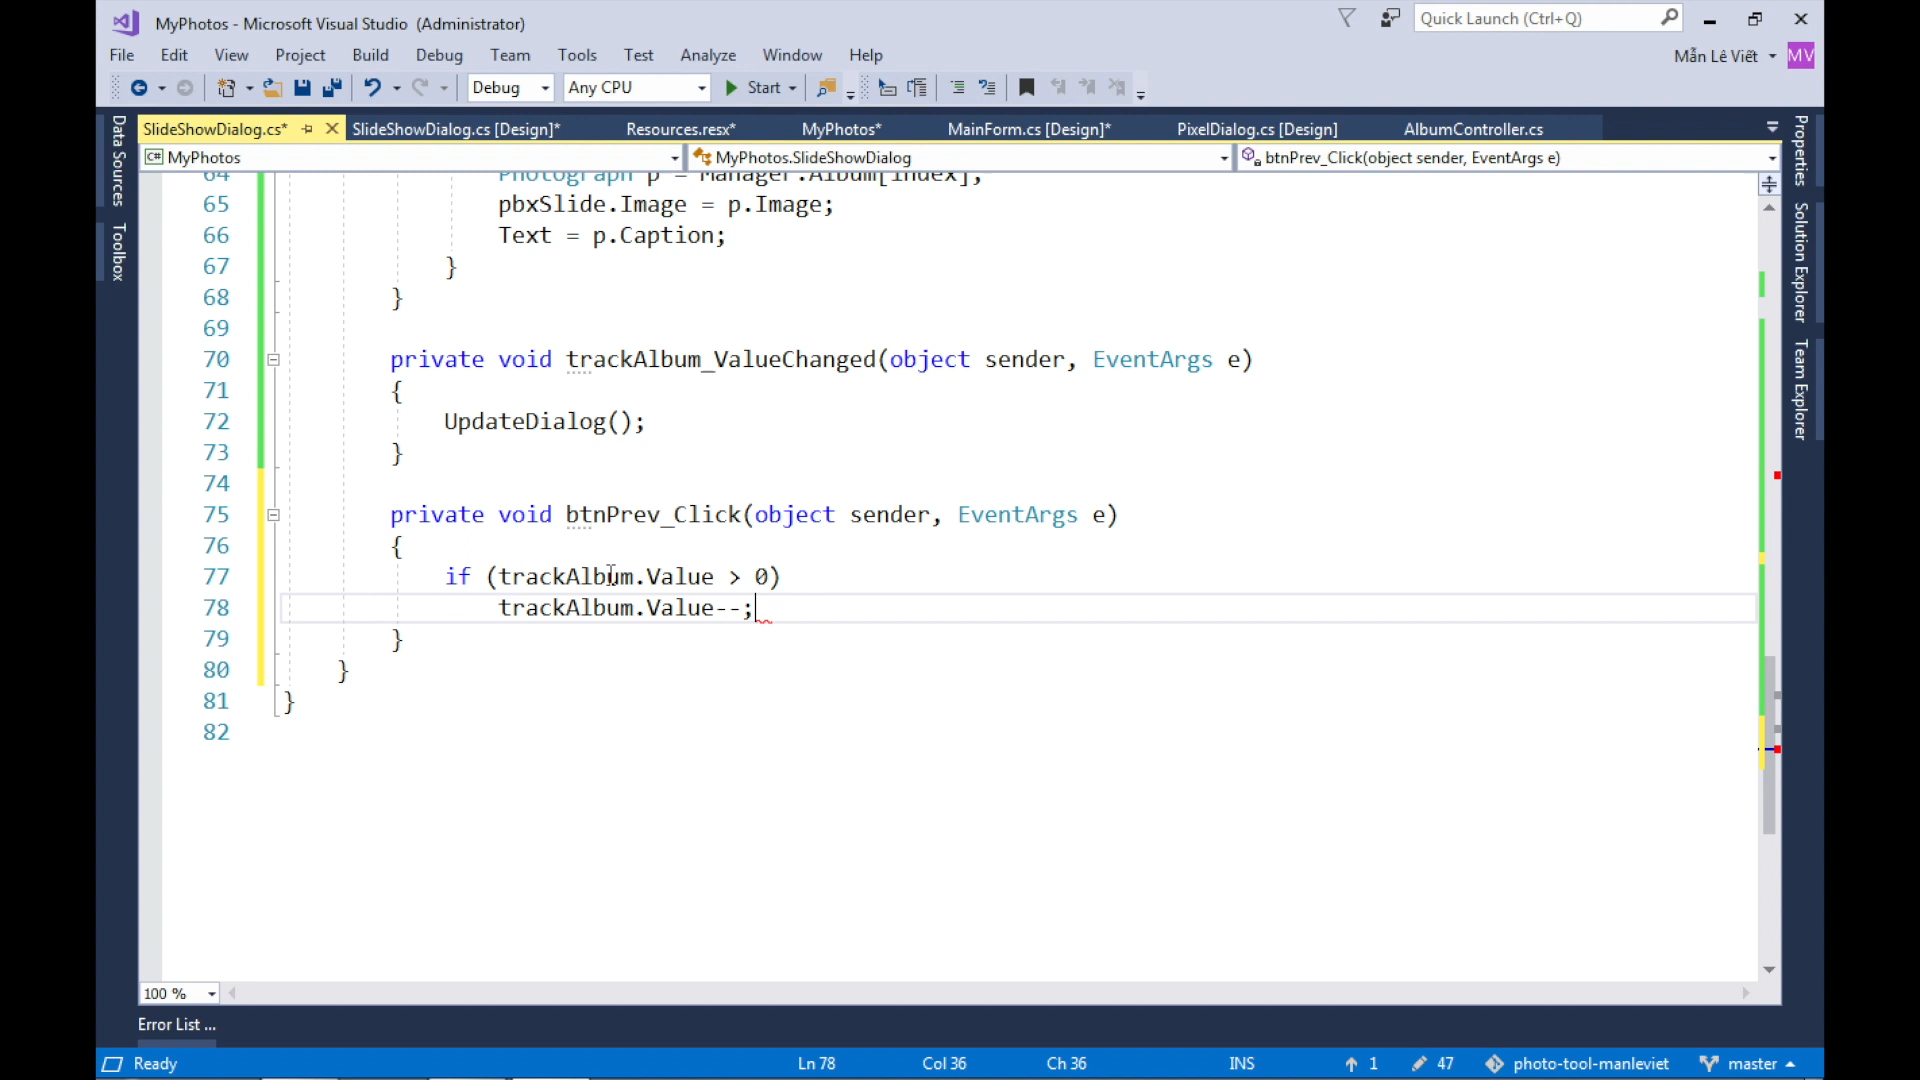 MyPhotos - Microsoft Visual Studio (Administrator)
Quick Launch (Ctrl+Q)
File Edit View Project Build Debug Team Tools Test Analyze Window Help
Mẫn Lê Viết MV
Debug Any CPU Start
SlideShowDialog.cs* SlideShowDialog.cs [Design]* Resources.resx* MyPhotos* MainForm.cs [Design]* PixelDialog.cs [Design] AlbumController.cs
C# MyPhotos MyPhotos.SlideShowDialog btnPrev_Click(object sender, EventArgs e)
Data Sources
Toolbox
Properties
Solution Explorer
Team Explorer
64 Photograph p = Manager.Album[index];
65 pbxSlide.Image = p.Image;
66 Text = p.Caption;
67 }
68 }
69
70 private void trackAlbum_ValueChanged(object sender, EventArgs e)
71 {
72 UpdateDialog();
73 }
74
75 private void btnPrev_Click(object sender, EventArgs e)
76 {
77 if (trackAlbum.Value > 0)
78 trackAlbum.Value--;
79 }
80 }
81 }
82
100 %
Error List ...
Ready Ln 78 Col 36 Ch 36 INS 1 47 photo-tool-manleviet master